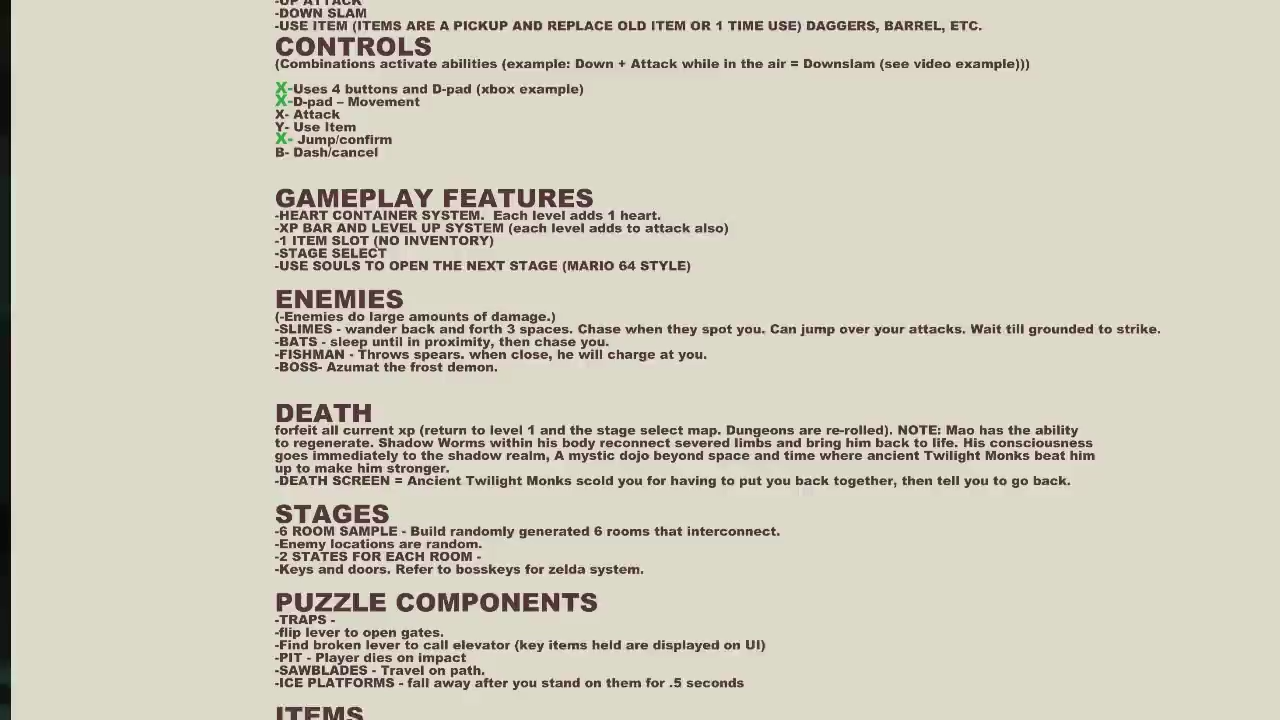 -UP ATTACK
-DOWN SLAM
-USE ITEM (ITEMS ARE A PICKUP AND REPLACE OLD ITEM OR 1 TIME USE) DAGGERS, BARREL, ETC.
CONTROLS
(Combinations activate abilities (example: Down + Attack while in the air = Downslam (see video example)))
X-Uses 4 buttons and D-pad (xbox example)
X-D-pad – Movement
X- Attack
Y- Use Item
X- Jump/confirm
B- Dash/cancel
GAMEPLAY FEATURES
-HEART CONTAINER SYSTEM.  Each level adds 1 heart.
-XP BAR AND LEVEL UP SYSTEM (each level adds to attack also)
-1 ITEM SLOT (NO INVENTORY)
-STAGE SELECT
-USE SOULS TO OPEN THE NEXT STAGE (MARIO 64 STYLE)
ENEMIES
(-Enemies do large amounts of damage.)
-SLIMES - wander back and forth 3 spaces. Chase when they spot you. Can jump over your attacks. Wait till grounded to strike.
-BATS - sleep until in proximity, then chase you.
-FISHMAN - Throws spears. when close, he will charge at you.
-BOSS- Azumat the frost demon.
DEATH
forfeit all current xp (return to level 1 and the stage select map. Dungeons are re-rolled). NOTE: Mao has the ability
to regenerate. Shadow Worms within his body reconnect severed limbs and bring him back to life. His consciousness
goes immediately to the shadow realm, A mystic dojo beyond space and time where ancient Twilight Monks beat him
up to make him stronger.
-DEATH SCREEN = Ancient Twilight Monks scold you for having to put you back together, then tell you to go back.
STAGES
-6 ROOM SAMPLE - Build randomly generated 6 rooms that interconnect.
-Enemy locations are random.
-2 STATES FOR EACH ROOM -
-Keys and doors. Refer to bosskeys for zelda system.
PUZZLE COMPONENTS
-TRAPS -
-flip lever to open gates.
-Find broken lever to call elevator (key items held are displayed on UI)
-PIT - Player dies on impact
-SAWBLADES - Travel on path.
-ICE PLATFORMS - fall away after you stand on them for .5 seconds
ITEMS